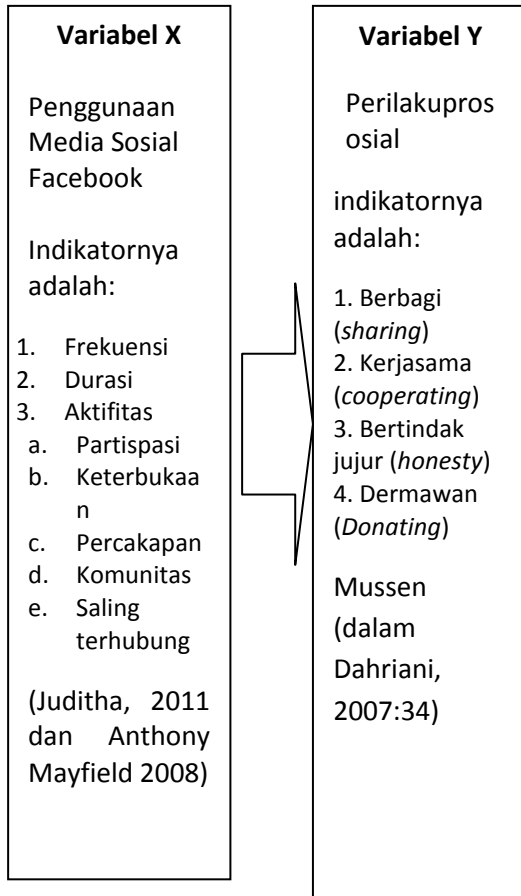 Variabel X
Penggunaan
Media Sosial
Facebook
Indikatornya
adalah:
1. Frekuensi
2. Durasi
3. Aktifitas
a. Partispasi
b. Keterbukaa
n
c. Percakapan
d. Komunitas
e. Saling
terhubung
(Juditha, 2011
dan Anthony
Mayfield 2008)
Variabel Y
Perilakupros
osial
indikatornya
adalah:
1. Berbagi
(sharing)
2. Kerjasama
(cooperating)
3. Bertindak
jujur (honesty)
4. Dermawan
(Donating)
Mussen
(dalam
Dahriani,
2007:34)